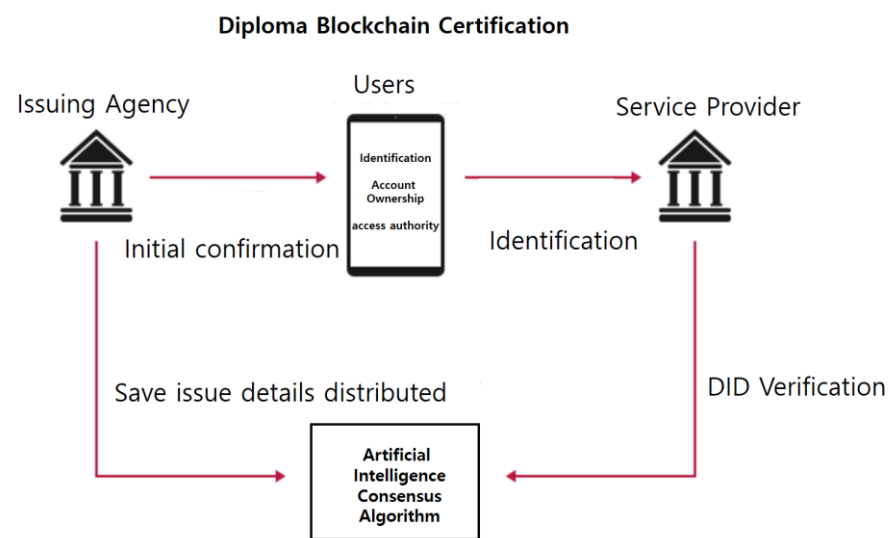 Diploma Blockchain Certification
Users
Issuing Agency
Service Provider
Identification
Account
Ownership
access authority
Initial confirmation
Identification
Save issue details distributed
DID Verification
Artificial
Intelligence
Consensus
Algorithm